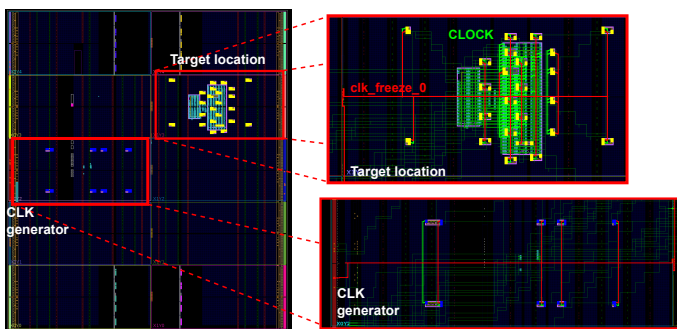 Target location
CLK
generator
CLOCK
clk_freeze_0
Target location
CLK
generator